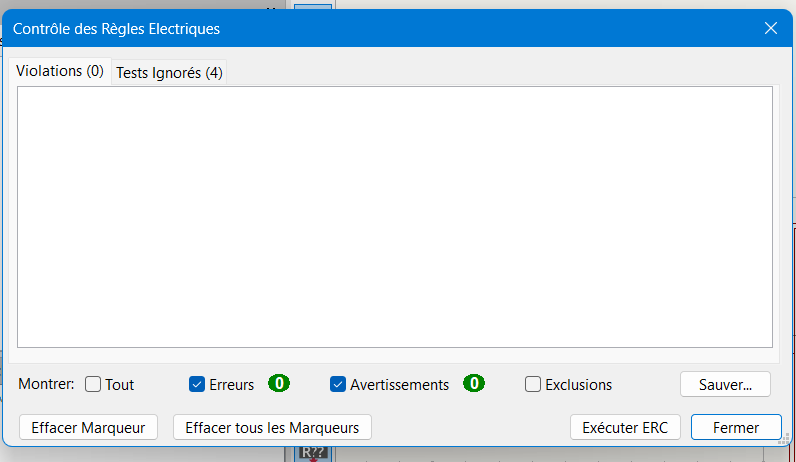 Contrôle des Règles Electriques
Violations (0)
Tests Ignorés (4)
Montrer: Tout Erreurs 0 Avertissements 0 Exclusions Sauver...
Effacer Marqueur Effacer tous les Marqueurs Exécuter ERC Fermer
R??